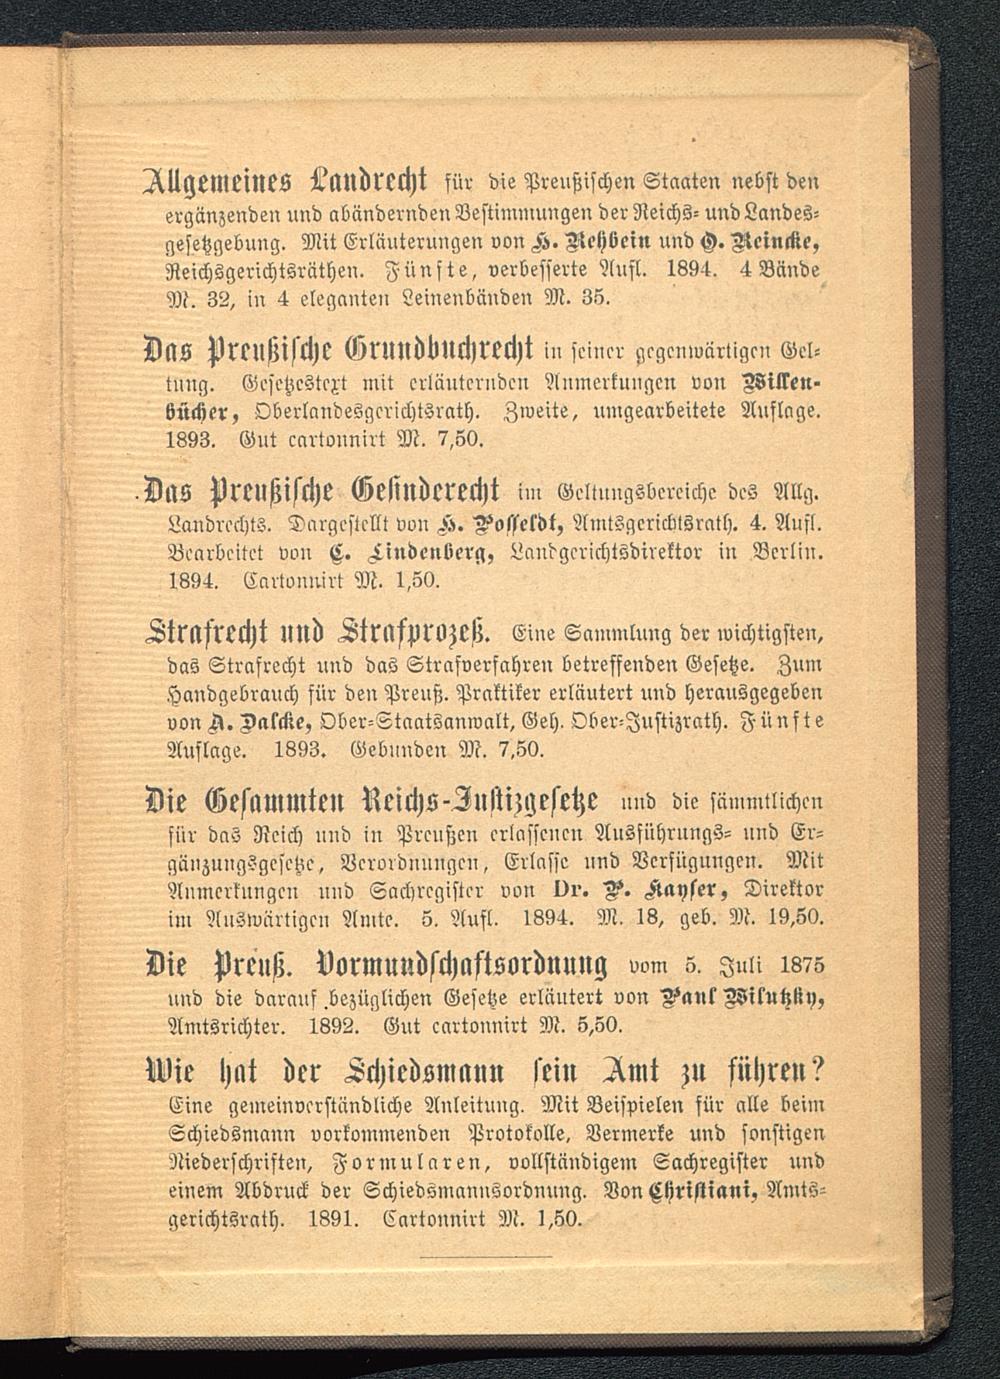 Allgemeines Landrecht für die Preußischen Staaten nebst den
ergänzenden und abändernden Bestimmungen der Reichs- und Landes-
gesetzgebung. Mit Erläuterungen von H. Rehbein und O. Reincke,
Reichsgerichtsräthen. Fünfte, verbesserte Aufl. 1894. 4 Bände
M. 32, in 4 eleganten Leinenbänden M. 35.
Das Preußische Grundbuchrecht in seiner gegenwärtigen Gel-
tung. Gesetzestext mit erläuternden Anmerkungen von Willen-
bücher, Oberlandesgerichtsrath. Zweite, umgearbeitete Auflage.
1893. Gut cartonnirt M. 7,50.
Das Preußische Gesinderecht im Geltungsbereiche des Allg.
Landrechts. Dargestellt von H. Posseldt, Amtsgerichtsrath. 4. Aufl.
Bearbeitet von C. Lindenberg, Landgerichtsdirektor in Berlin.
1894. Cartonnirt M. 1,50.
Strafrecht und Strafprozeß. Eine Sammlung der wichtigsten,
das Strafrecht und das Strafverfahren betreffenden Gesetze. Zum
Handgebrauch für den Preuß. Praktiker erläutert und herausgegeben
von A. Dalcke, Ober-Staatsanwalt, Geh. Ober-Justizrath. Fünfte
Auflage. 1893. Gebunden M. 7,50.
Die Gesammten Reichs-Justizgesetze und die sämmtlichen
für das Reich und in Preußen erlassenen Ausführungs- und Er-
gänzungsgesetze, Verordnungen, Erlasse und Verfügungen. Mit
Anmerkungen und Sachregister von Dr. P. Kayser, Direktor
im Auswärtigen Amte. 5. Aufl. 1894. M. 18, geb. M. 19,50.
Die Preuß. Vormundschaftsordnung vom 5. Juli 1875
und die darauf bezüglichen Gesetze erläutert von Paul Wilutzky,
Amtsrichter. 1892. Gut cartonnirt M. 5,50.
Wie hat der Schiedsmann sein Amt zu führen?
Eine gemeinverständliche Anleitung. Mit Beispielen für alle beim
Schiedsmann vorkommenden Protokolle, Vermerke und sonstigen
Niederschriften, Formularen, vollständigem Sachregister und
einem Abdruck der Schiedsmannsordnung. Von Christiani, Amts-
gerichtsrath. 1891. Cartonnirt M. 1,50.